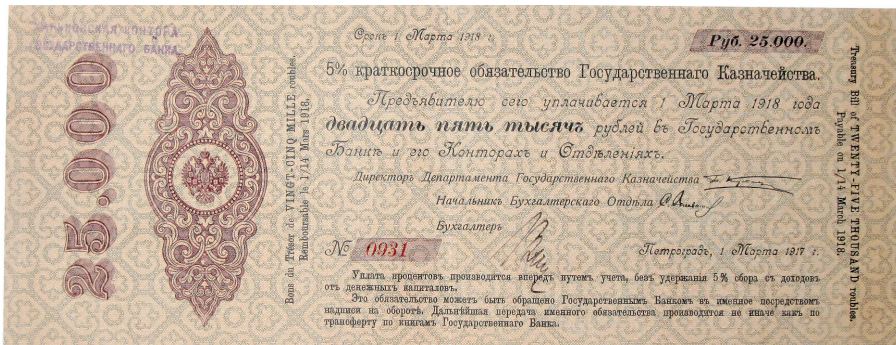 КОНТОРА
ГОСУДАРСТВЕННАГО БАНКА
25.000
Bons du Trésor de VINGT-CINQ MILLE roubles.
Remboursable le 1/14 Mars 1918.
Срокъ 1 Марта 1918 г.
Руб. 25.000.
5% краткосрочное обязательство Государственнаго Казначейства.
Предъявителю сего уплачивается 1 Марта 1918 года
двадцать пять тысячъ рублей въ Государственномъ
Банкѣ и его Конторахъ и Отдѣленіяхъ.
Директоръ Департамента Государственнаго Казначейства
Начальникъ Бухгалтерскаго Отдѣла
Бухгалтеръ
№ 0931
Петроградъ, 1 Марта 1917 г.
Уплата процентовъ производится впередъ путемъ учета, безъ удержанія 5% сбора съ доходовъ
отъ денежныхъ капиталовъ.
Это обязательство можетъ быть обращено Государственнымъ Банкомъ въ именное посредствомъ
надписи на оборотѣ. Дальнѣйшая передача именного обязательства производится не иначе какъ по
трансферту по книгамъ Государственнаго Банка.
Treasury Bill of TWENTY-FIVE THOUSAND roubles.
Payable on 1/14 March 1918.